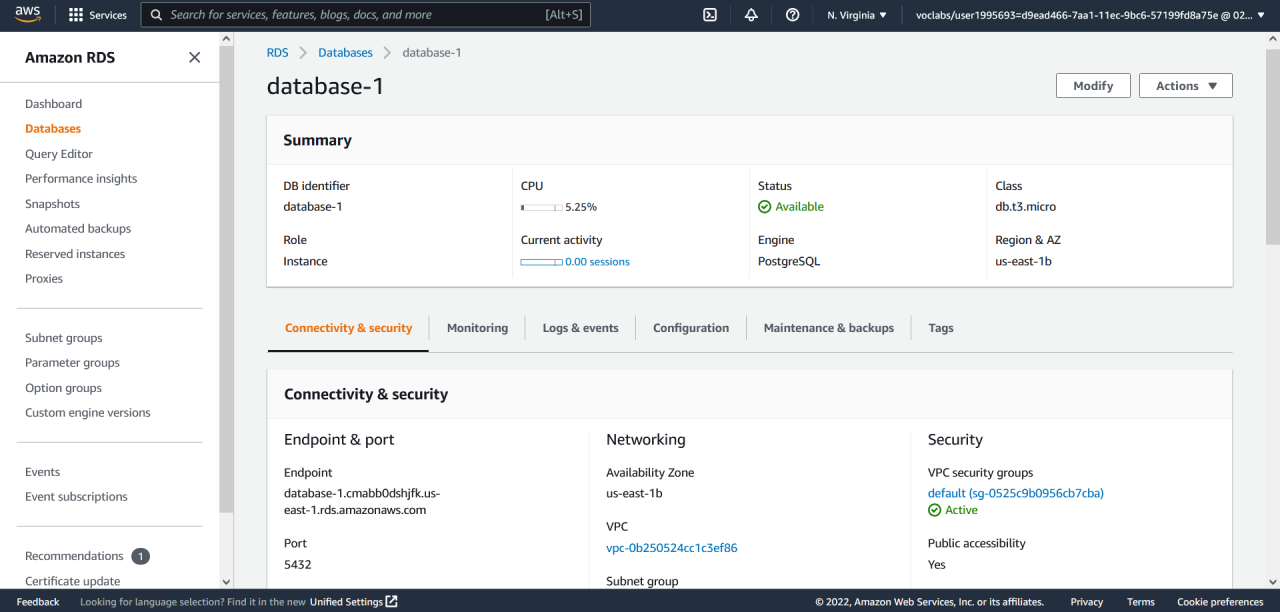 aws
Services
Search for services, features, blogs, docs, and more
[Alt+S]
N. Virginia
voclabs/user1995693=d9ead466-7aa1-11ec-9bc6-57199fd8a75e @ 02...
Amazon RDS
Dashboard
Databases
Query Editor
Performance insights
Snapshots
Automated backups
Reserved instances
Proxies
Subnet groups
Parameter groups
Option groups
Custom engine versions
Events
Event subscriptions
Recommendations 1
Certificate update
RDS > Databases > database-1
database-1
Modify
Actions
Summary
DB identifier
database-1
CPU
5.25%
Status
Available
Class
db.t3.micro
Role
Instance
Current activity
0.00 sessions
Engine
PostgreSQL
Region & AZ
us-east-1b
Connectivity & security
Monitoring
Logs & events
Configuration
Maintenance & backups
Tags
Connectivity & security
Endpoint & port
Endpoint
database-1.cmabb0dshjfk.us-
east-1.rds.amazonaws.com
Port
5432
Networking
Availability Zone
us-east-1b
VPC
vpc-0b250524cc1c3ef86
Subnet group
Security
VPC security groups
default (sg-0525c9b0956cb7cba)
Active
Public accessibility
Yes
Feedback
Looking for language selection? Find it in the new Unified Settings
© 2022, Amazon Web Services, Inc. or its affiliates.
Privacy
Terms
Cookie preferences